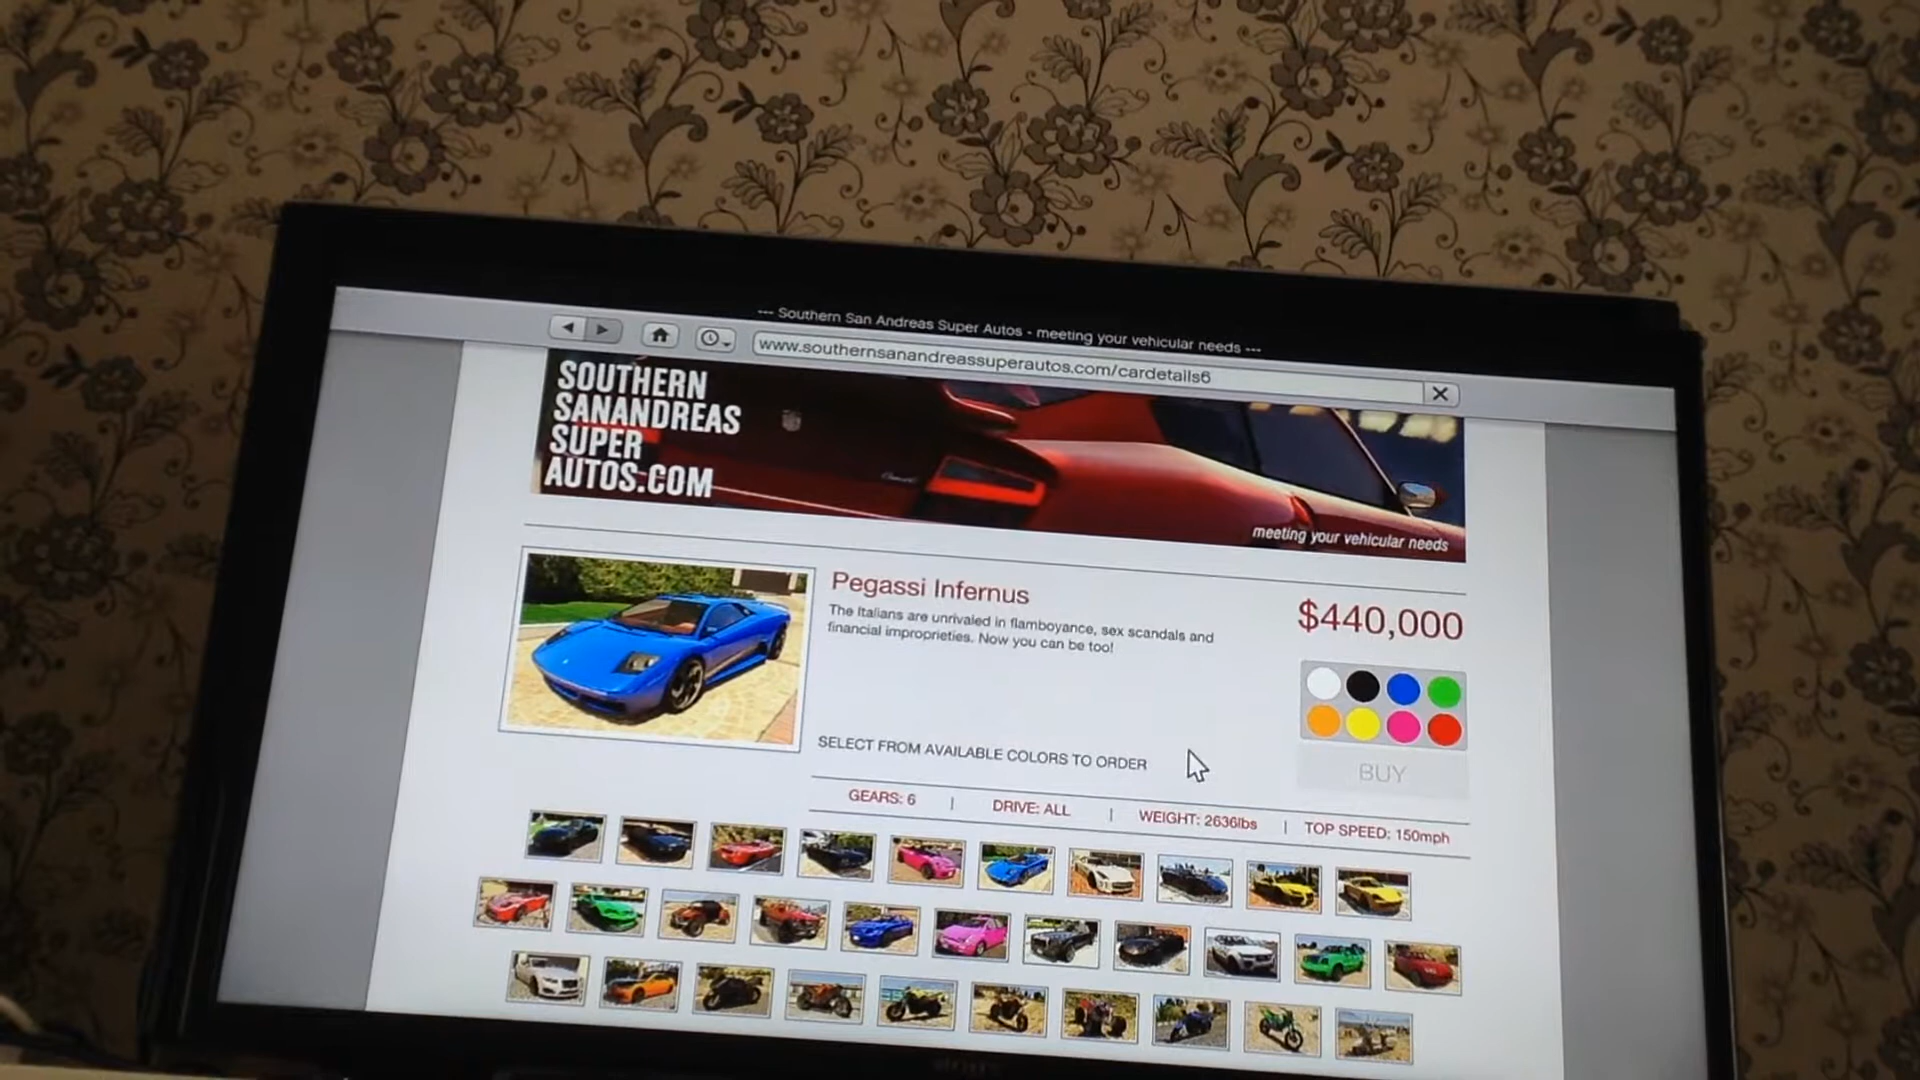 --- Southern San Andreas Super Autos - meeting your vehicular needs ---
www.southernsanandreassuperautos.com/cardetails6
SOUTHERN
SANANDREAS
SUPER
AUTOS.COM
meeting your vehicular needs
Pegassi Infernus
The Italians are unrivaled in flamboyance, sex scandals and
financial improprieties. Now you can be too!
$440,000
SELECT FROM AVAILABLE COLORS TO ORDER
BUY
GEARS: 6 | DRIVE: ALL | WEIGHT: 2636lbs | TOP SPEED: 150mph